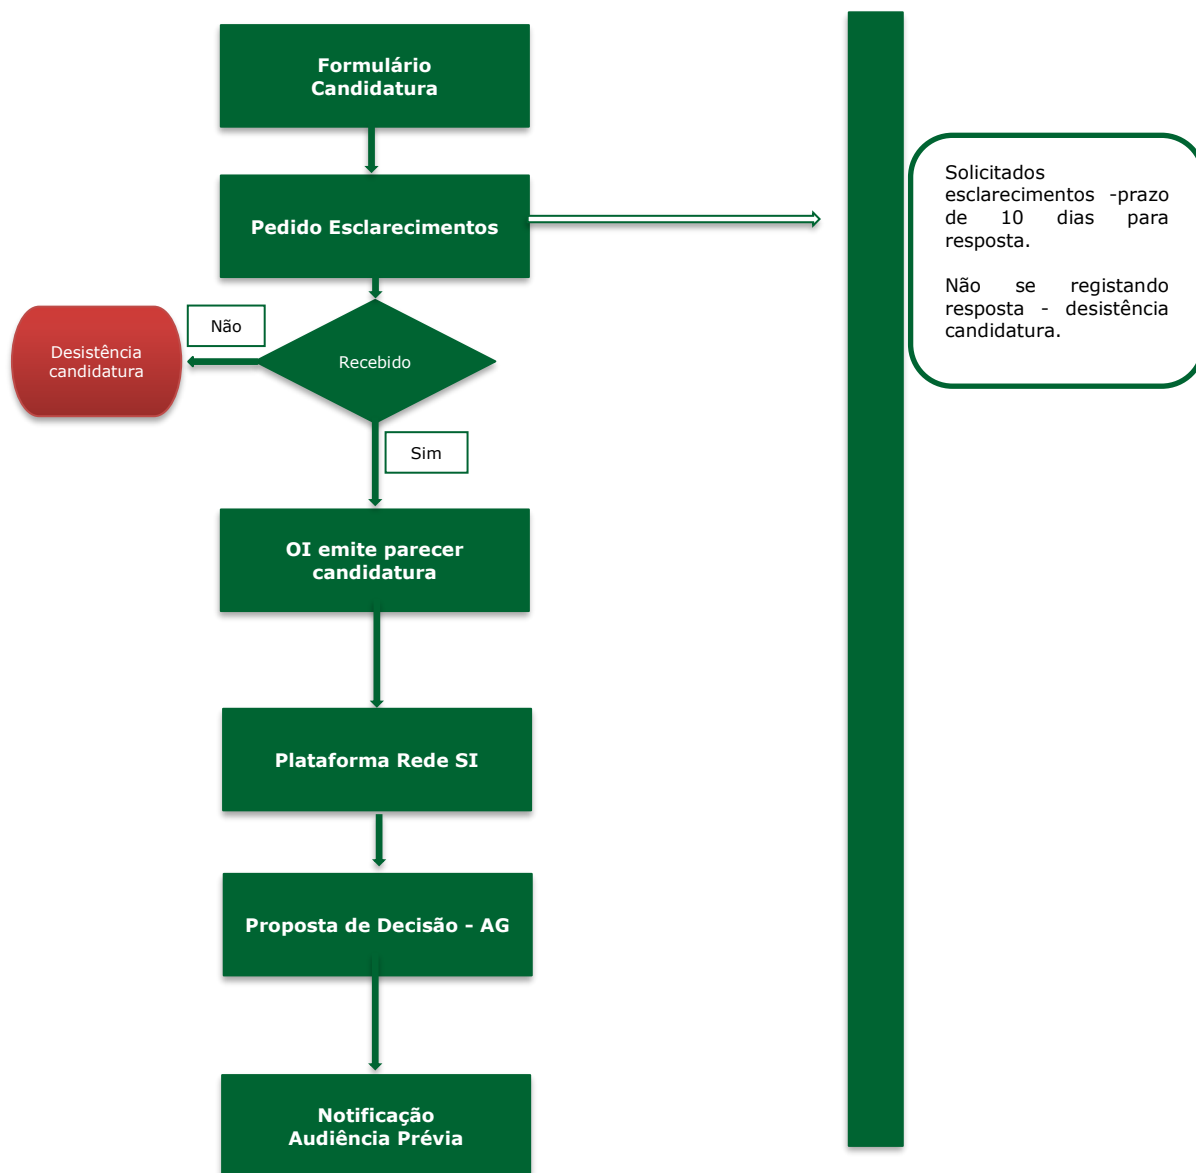 Formulário
Candidatura
Pedido Esclarecimentos
Solicitados
esclarecimentos -prazo
de 10 dias para
resposta.
Não se registando
resposta - desistência
candidatura.
Não
Desistência
candidatura
Recebido
Sim
OI emite parecer
candidatura
Plataforma Rede SI
Proposta de Decisão - AG
Notificação
Audiência Prévia